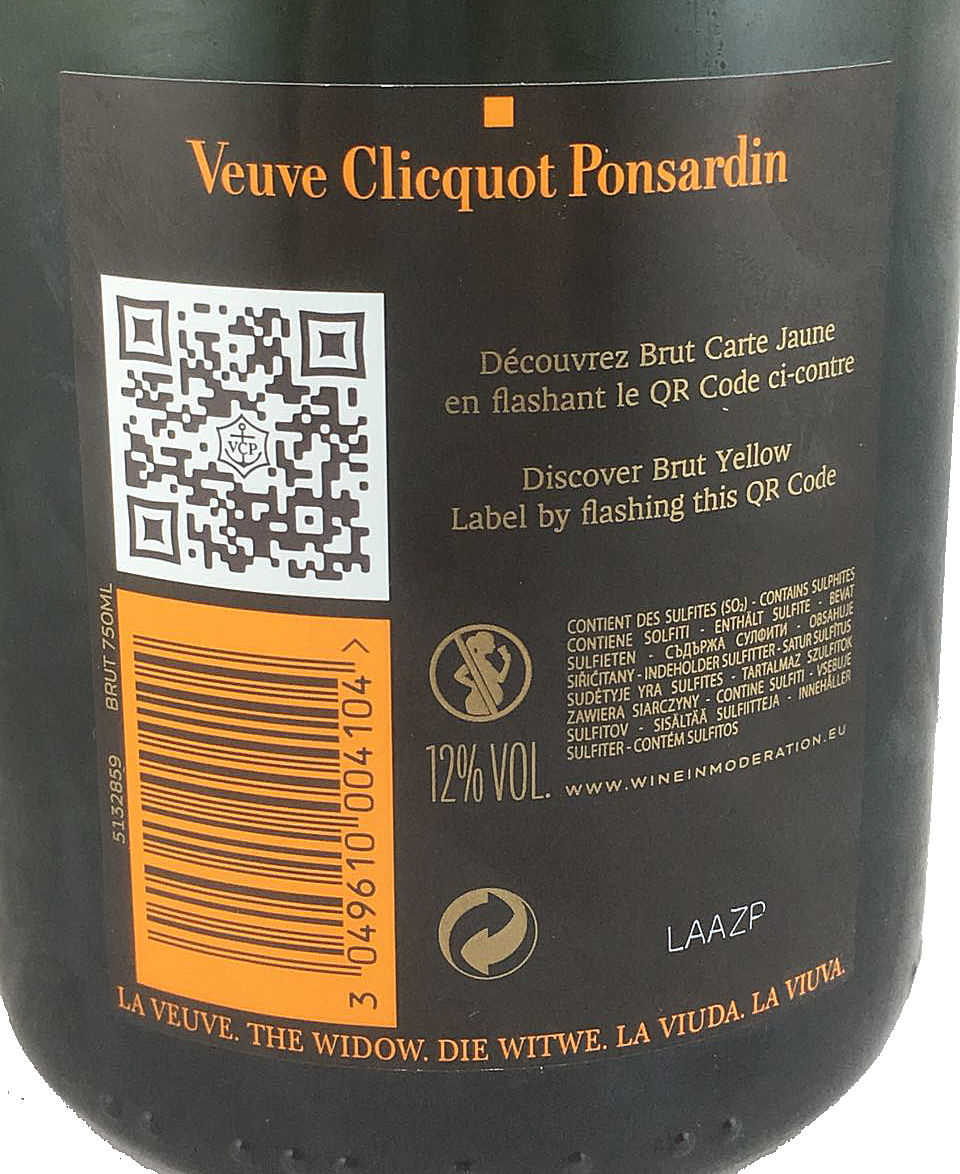 Veuve Clicquot Ponsardin
VCP
Découvrez Brut Carte Jaune
en flashant le QR Code ci-contre
Discover Brut Yellow
Label by flashing this QR Code
CONTIENT DES SULFITES (SO₂) - CONTAINS SULPHITES
CONTIENE SOLFITI - ENTHÄLT SULFITE - BEVAT
SULFIETEN - СЪДЪРЖА СУЛФИТИ - OBSAHUJE
SIŘIČITANY - INDEHOLDER SULFITTER - SATUR SULFĪTUS
SUDĖTYJE YRA SULFITES - TARTALMAZ SZULFITOK
ZAWIERA SIARCZYNY - CONTINE SULFITI - VSEBUJE
SULFITOV - SISÄLTÄÄ SULFIITTEJA - INNEHÅLLER
SULFITER - CONTÉM SULFITOS
12% VOL.
WWW.WINEINMODERATION.EU
5132859 BRUT 750ML
3 049610 004104 >
LAAZP
LA VEUVE. THE WIDOW. DIE WITWE. LA VIUDA. LA VIUVA.